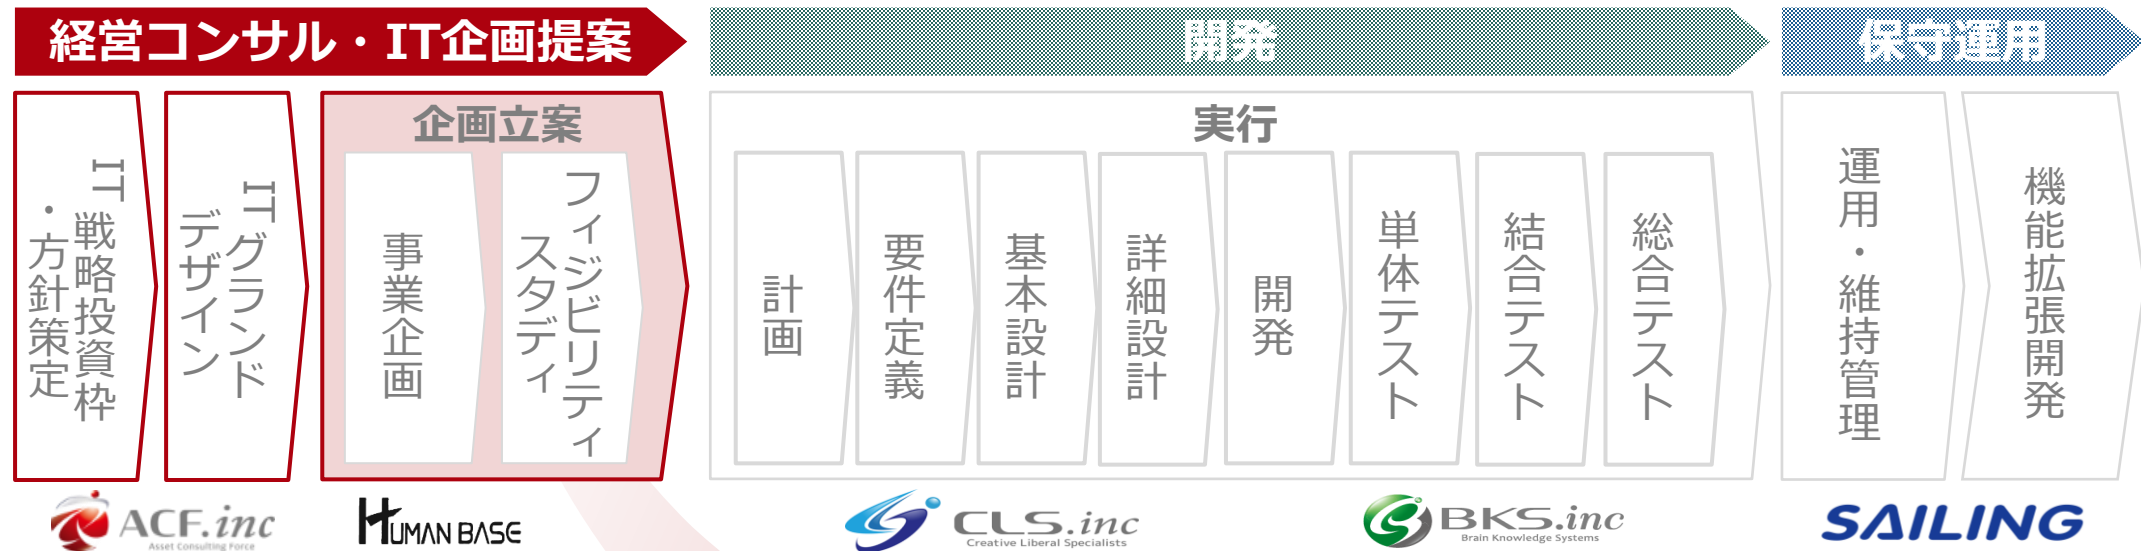 経営コンサル・IT企画提案
開発
保守運用
IT戦略投資枠
・方針策定
ITグランド
デザイン
企画立案
事業企画
フィジビリティ
スタディ
実行
計画
要件定義
基本設計
詳細設計
開発
単体テスト
結合テスト
総合テスト
運用・維持管理
機能拡張開発
ACF.inc
Asset Consulting Force
HUMAN BASE
CLS.inc
Creative Liberal Specialists
BKS.inc
Brain Knowledge Systems
SAILING